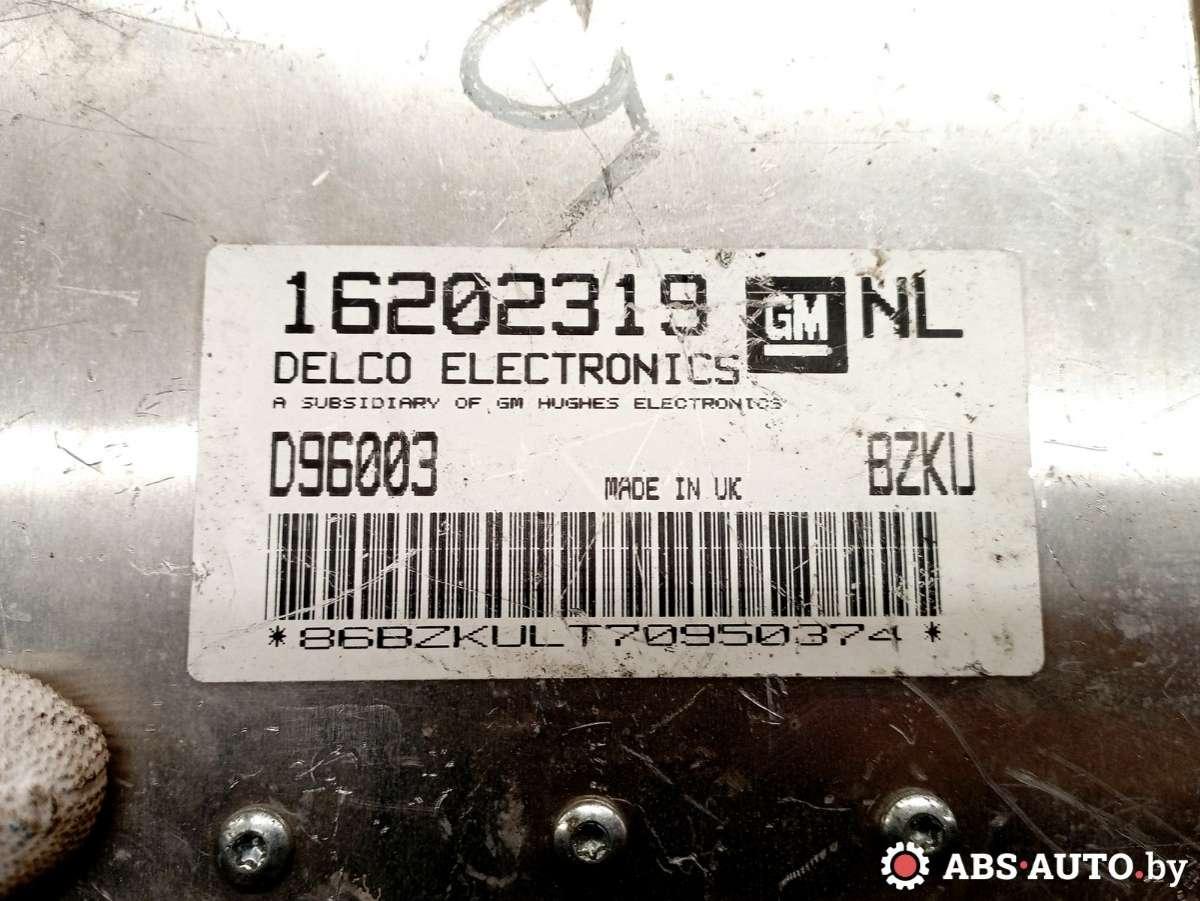 16202319 GM NL
DELCO ELECTRONICS
A SUBSIDIARY OF GM HUGHES ELECTRONICS
D96003 MADE IN UK BZKU
*86BZKULT70950374*
ABS·AUTO.by